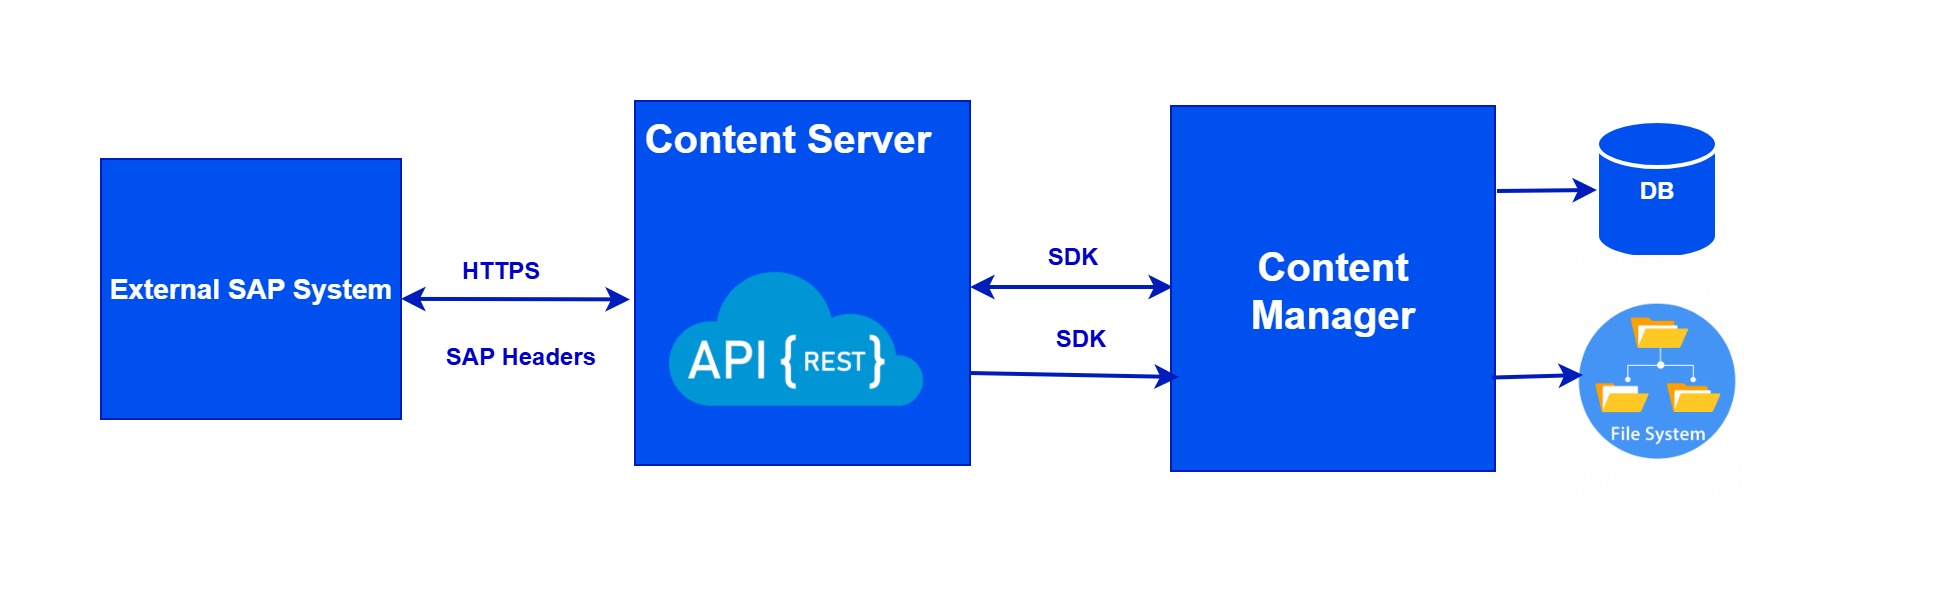 External SAP System
HTTPS
SAP Headers
Content Server
API { REST }
SDK
SDK
Content
Manager
DB
File System